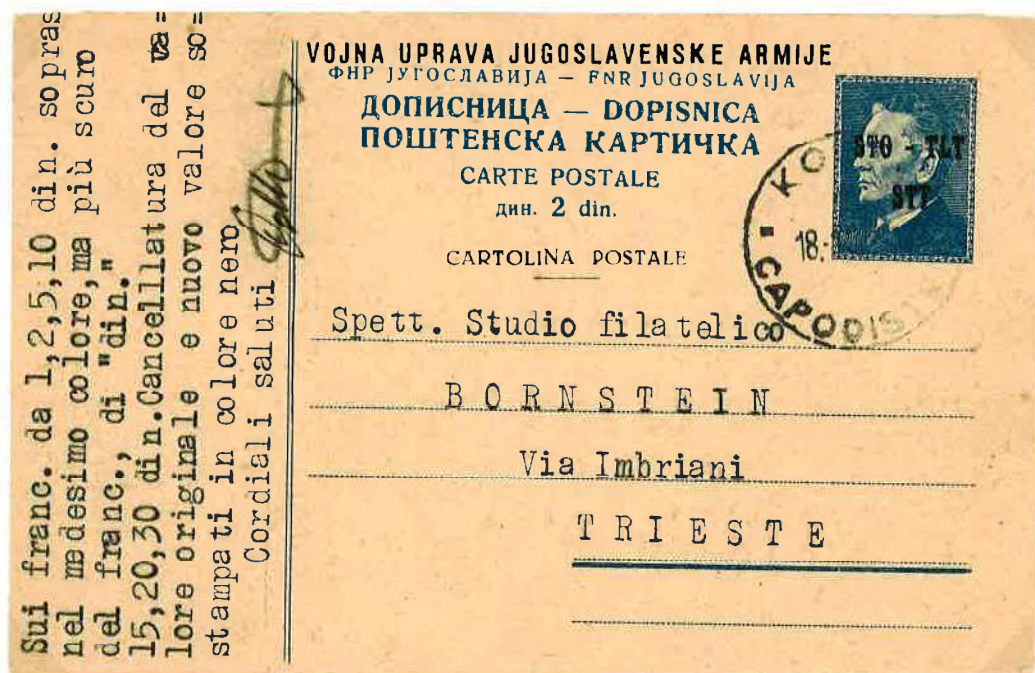 VOJNA UPRAVA JUGOSLAVENSKE ARMIJE
ФНР ЈУГОСЛАВИЈА — FNR JUGOSLAVIJA
ДОПИСНИЦА — DOPISNICA
ПОШТЕНСКА КАРТИЧКА
CARTE POSTALE
дин. 2 din.
CARTOLINA POSTALE
STO - TLT
STT
18.
CAPODIS
Spett. Studio filatelico
BORNSTEIN
Via Imbriani
TRIESTE
Sui franc. da 1,2,5,10 din. sopras
nel medesimo colore,ma più scuro
del franc., di "din."
15,20,30 din.Cancellatura del va=
lore originale e nuovo valore so=
stampati in colore nero
Cordiali saluti